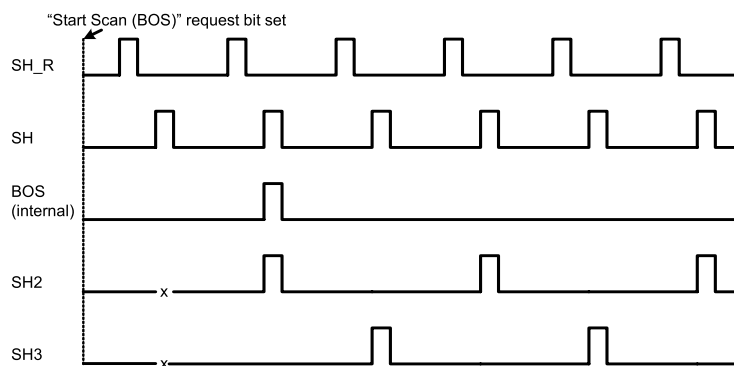 “Start Scan (BOS)” request bit set
SH_R
SH
BOS
(internal)
SH2
x
SH3
x